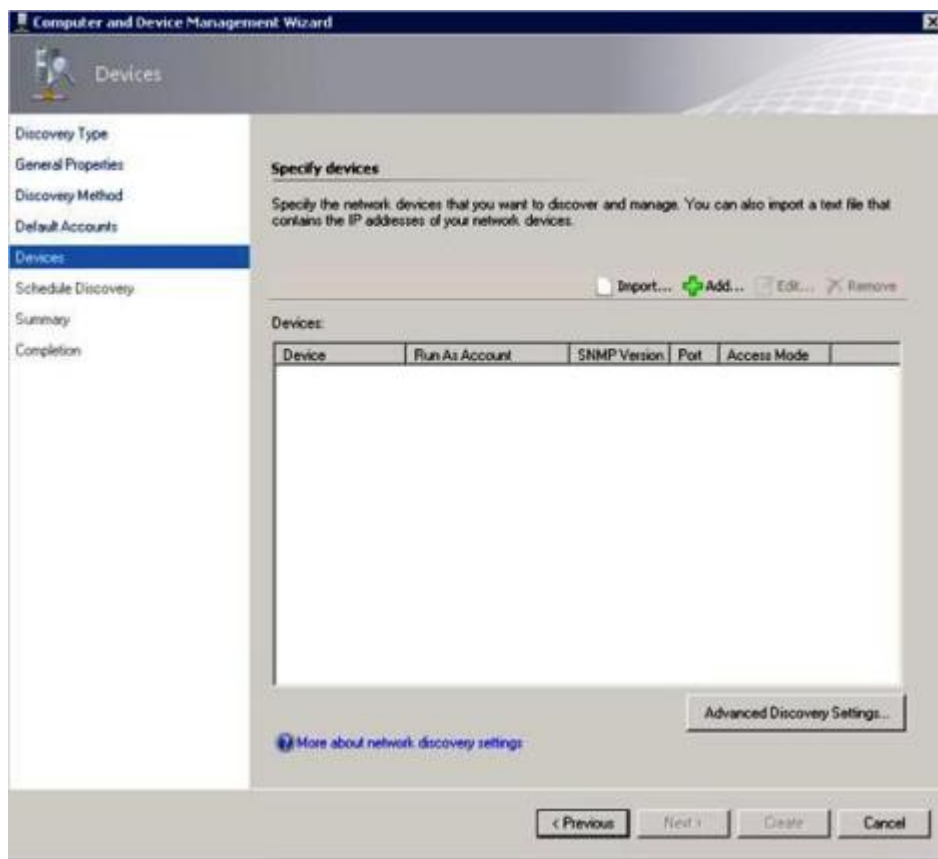 Computer and Device Management Wizard
Devices
Discovery Type
General Properties
Discovery Method
Default Accounts
Devices
Schedule Discovery
Summary
Completion
Specify devices
Specify the network devices that you want to discover and manage. You can also import a text file that
contains the IP addresses of your network devices.
Import... Add... Edit... Remove
Devices:
Device Run As Account SNMP Version Port Access Mode
Advanced Discovery Settings...
More about network discovery settings
< Previous Next > Create Cancel